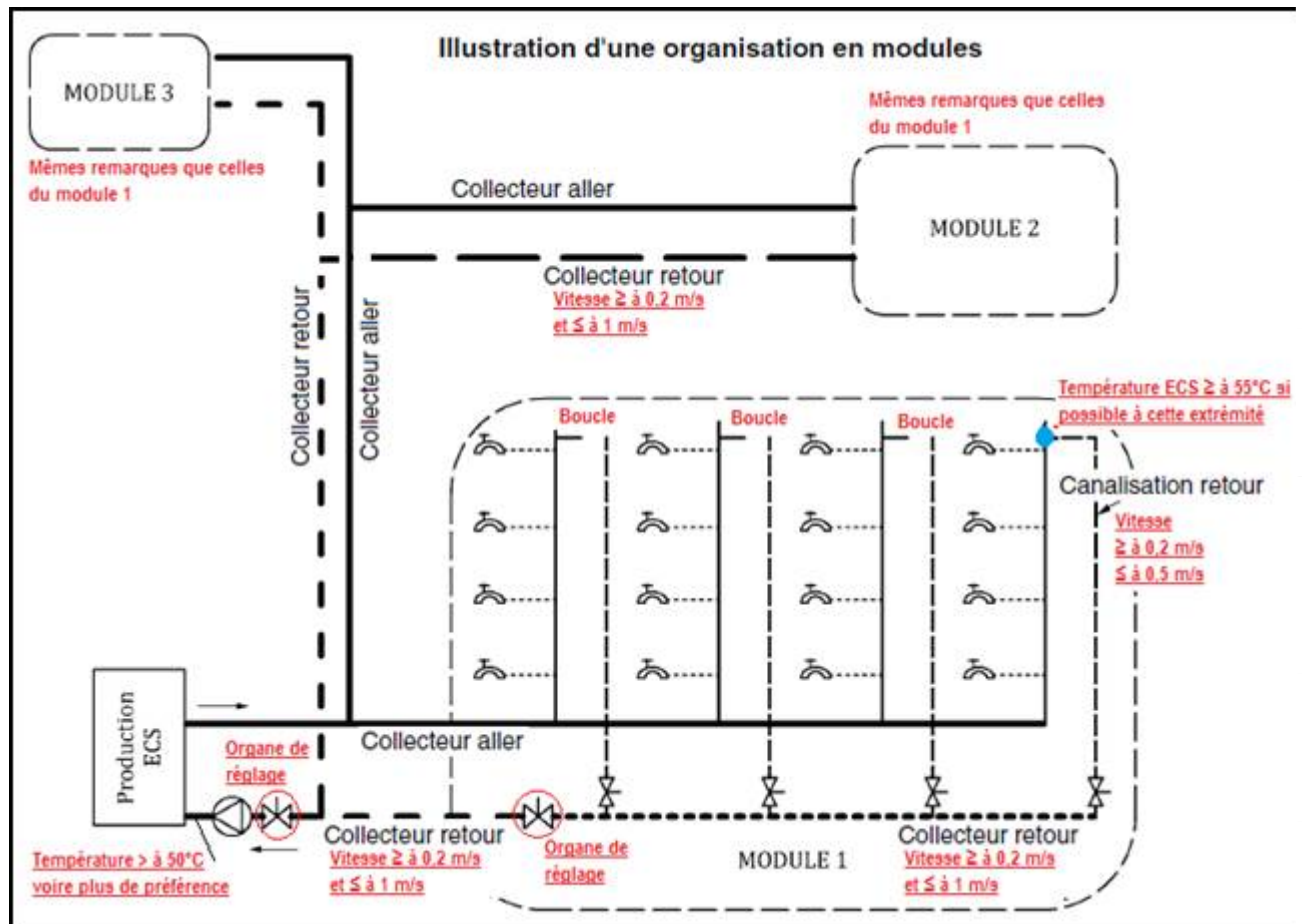 Illustration d'une organisation en modules
MODULE 3
Mêmes remarques que celles
du module 1
Mêmes remarques que celles
du module 1
MODULE 2
Collecteur aller
Collecteur retour
Vitesse ≥ à 0,2 m/s
et ≤ à 1 m/s
Collecteur retour
Collecteur aller
Température ECS ≥ à 55°C si
possible à cette extrémité
Boucle
Boucle
Boucle
Canalisation retour
Vitesse
≥ à 0,2 m/s
≤ à 0,5 m/s
Production
ECS
Collecteur aller
Organe de
réglage
Température > à 50°C
voire plus de préférence
Collecteur retour
Vitesse ≥ à 0,2 m/s
et ≤ à 1 m/s
Organe de
réglage
MODULE 1
Collecteur retour
Vitesse ≥ à 0,2 m/s
et ≤ à 1 m/s